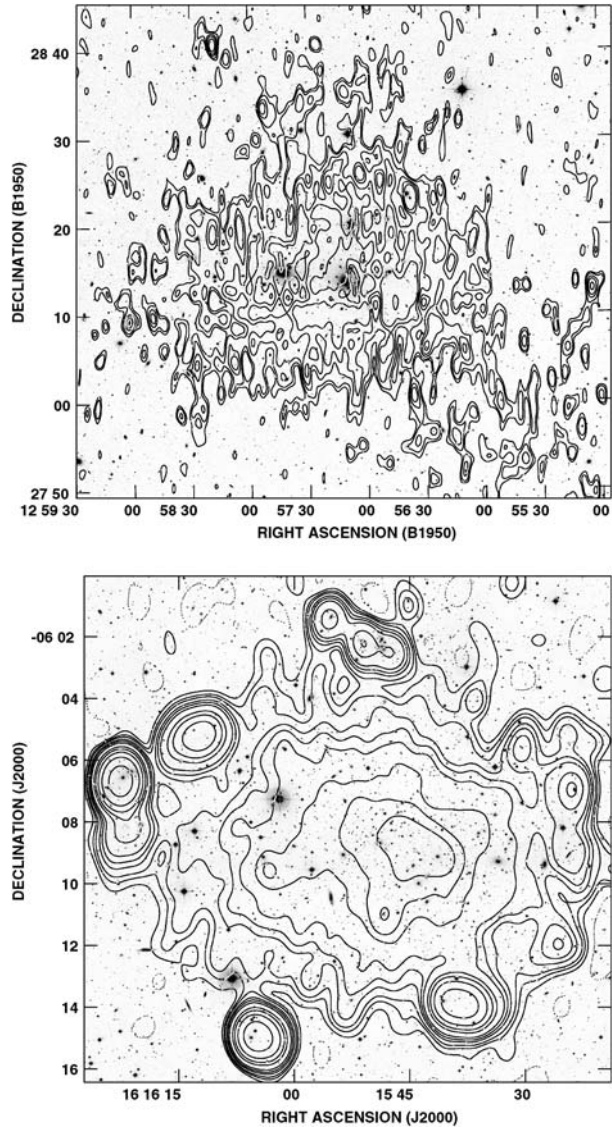 28 40
30
20
10
00
27 50
DECLINATION (B1950)
12 59 30 00 58 30 00 57 30 00 56 30 00 55 30 00
RIGHT ASCENSION (B1950)
-06 02
04
06
08
10
12
14
16
DECLINATION (J2000)
16 16 15 00 15 45 30
RIGHT ASCENSION (J2000)